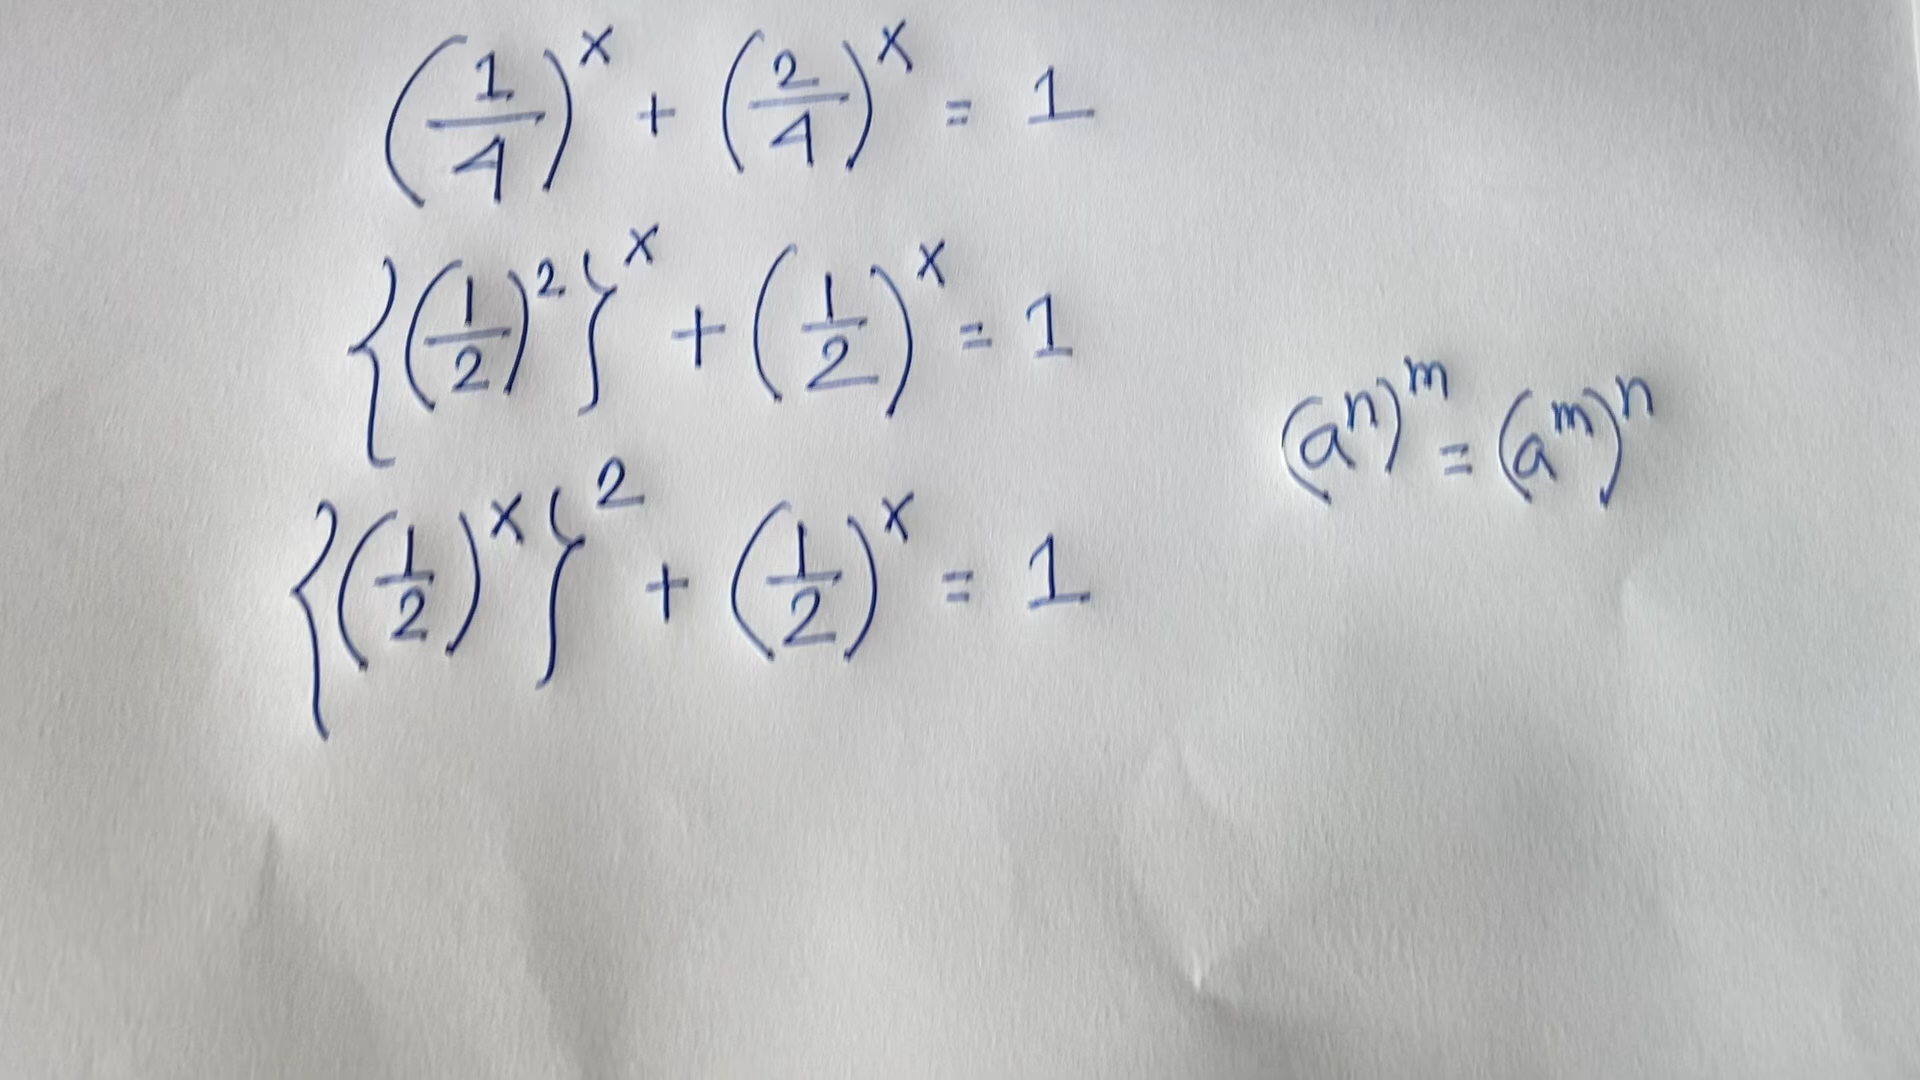 (1/4)^x + (2/4)^x = 1
{(1/2)^2}^x + (1/2)^x = 1
(a^n)^m = (a^m)^n
{(1/2)^x}^2 + (1/2)^x = 1